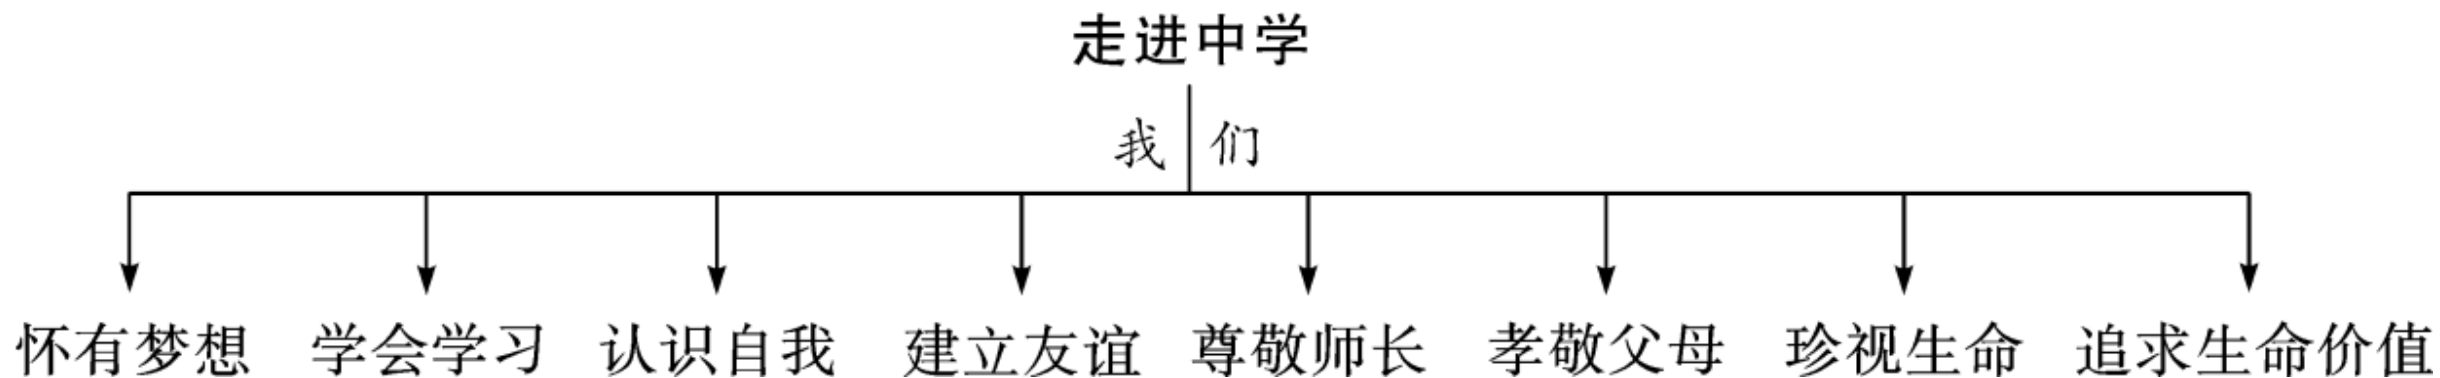 走进中学
我们
怀有梦想 学会学习 认识自我 建立友谊 尊敬师长 孝敬父母 珍视生命 追求生命价值